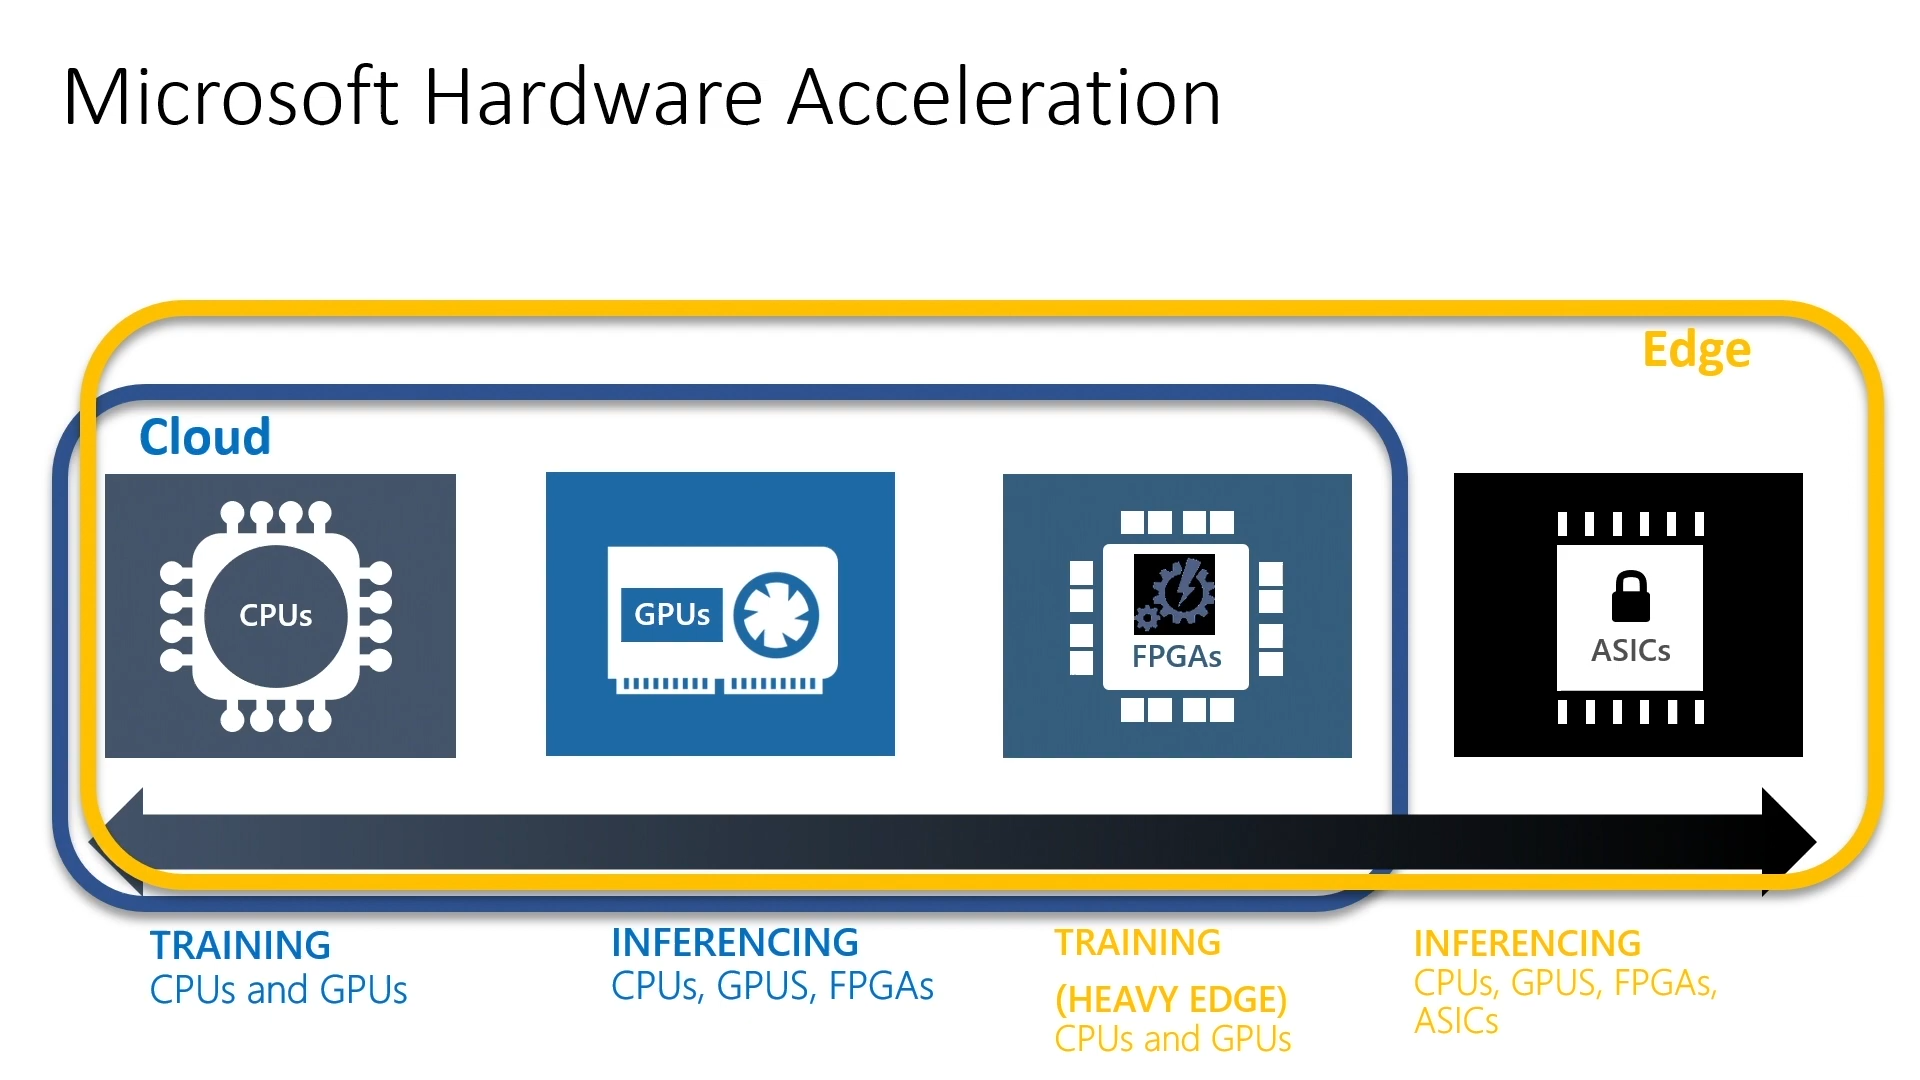 Microsoft Hardware Acceleration
Edge
Cloud
CPUs
GPUs
FPGAs
ASICs
TRAINING
CPUs and GPUs
INFERENCING
CPUs, GPUS, FPGAs
TRAINING
(HEAVY EDGE)
CPUs and GPUs
INFERENCING
CPUs, GPUS, FPGAs,
ASICs